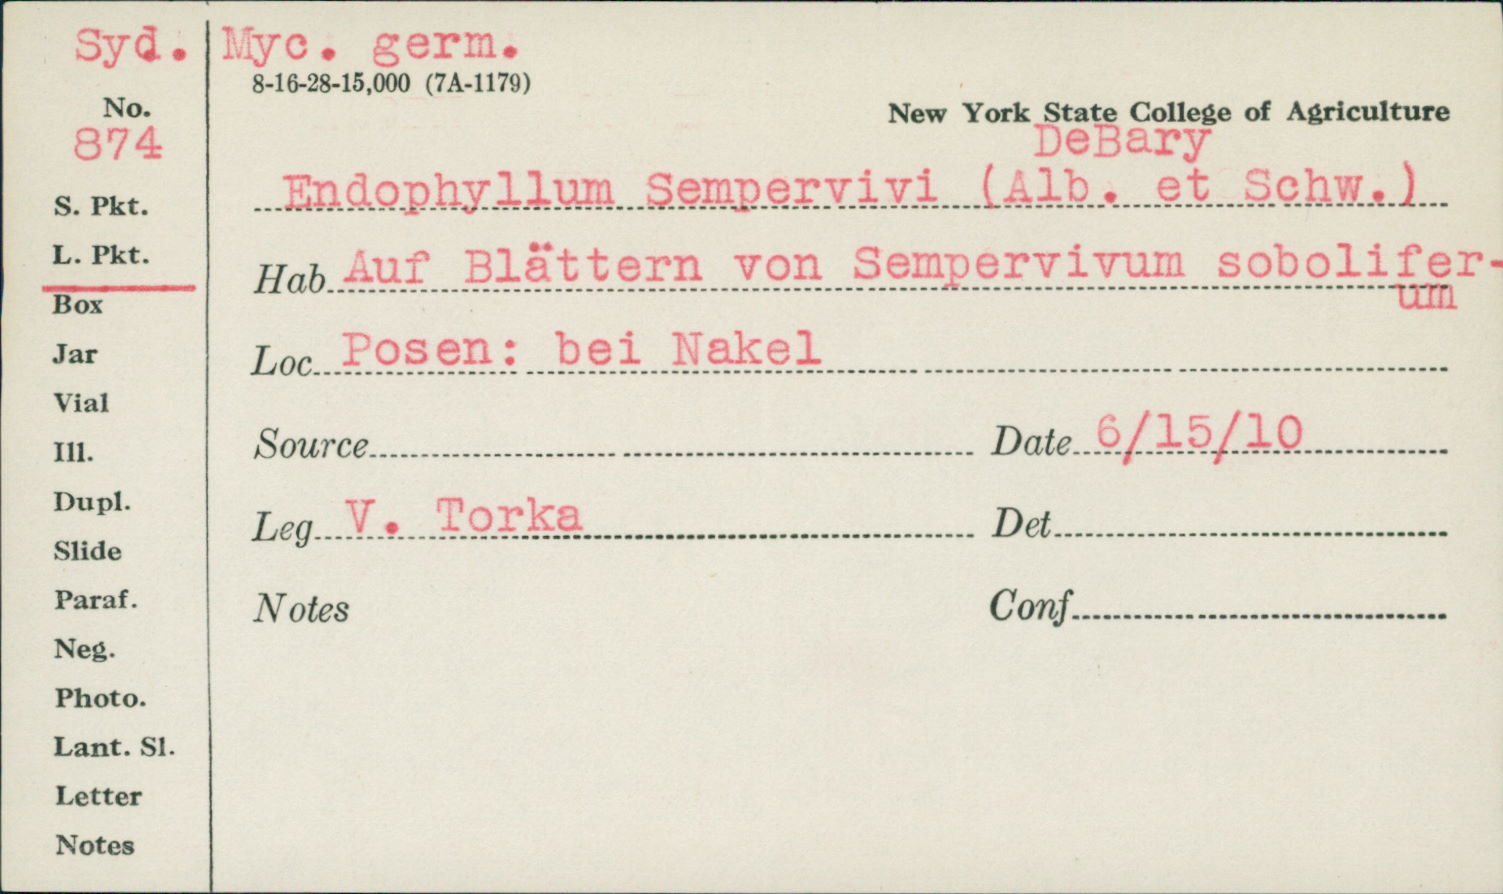 Syd. Myc. germ.
8-16-28-15,000 (7A-1179)
No.
874
New York State College of Agriculture
DeBary
Endophyllum Sempervivi (Alb. et Schw.)
Hab. Auf Blättern von Sempervivum sobolifer-
um
Loc. Posen: bei Nakel
Source
Date 6/15/10
Leg. V. Torka
Det.
Notes
Conf.
S. Pkt.
L. Pkt.
Box
Jar
Vial
Ill.
Dupl.
Slide
Paraf.
Neg.
Photo.
Lant. Sl.
Letter
Notes